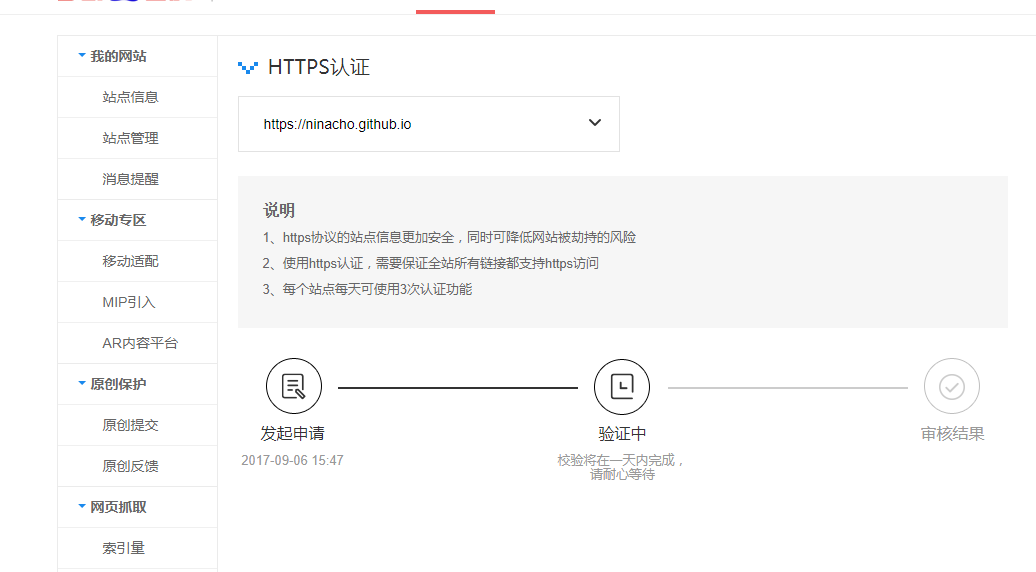 我的网站
站点信息
站点管理
消息提醒
移动专区
移动适配
MIP引入
AR内容平台
原创保护
原创提交
原创反馈
网页抓取
索引量
HTTPS认证
https://ninacho.github.io
说明
1、https协议的站点信息更加安全，同时可降低网站被劫持的风险
2、使用https认证，需要保证全站所有链接都支持https访问
3、每个站点每天可使用3次认证功能
发起申请
2017-09-06 15:47
验证中
校验将在一天内完成，
请耐心等待
审核结果